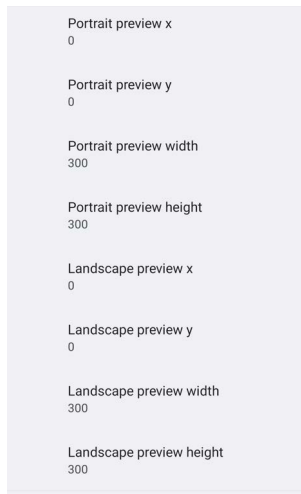 Portrait preview x
0
Portrait preview y
0
Portrait preview width
300
Portrait preview height
300
Landscape preview x
0
Landscape preview y
0
Landscape preview width
300
Landscape preview height
300